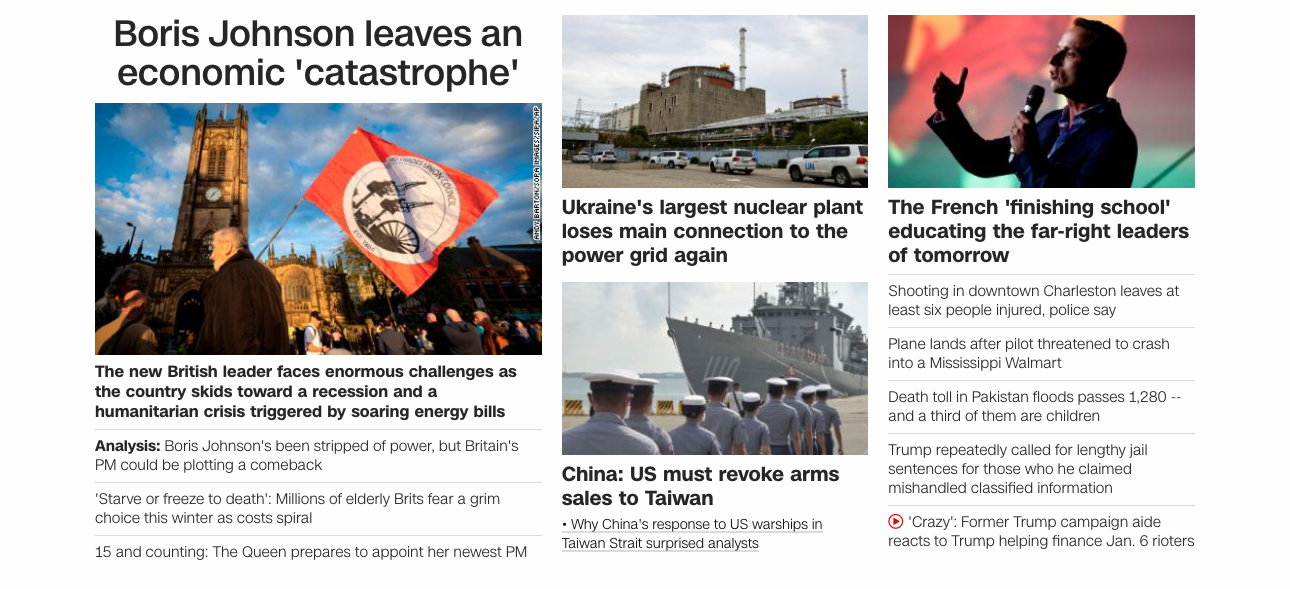 Boris Johnson leaves an
economic 'catastrophe'
ANDY BARTON/SOPA IMAGES/SIPA/AP
TRADES UNION COUNCIL
The new British leader faces enormous challenges as
the country skids toward a recession and a
humanitarian crisis triggered by soaring energy bills
Analysis: Boris Johnson's been stripped of power, but Britain's
PM could be plotting a comeback
'Starve or freeze to death': Millions of elderly Brits fear a grim
choice this winter as costs spiral
15 and counting: The Queen prepares to appoint her newest PM
1
UN
Ukraine's largest nuclear plant
loses main connection to the
power grid again
China: US must revoke arms
sales to Taiwan
• Why China's response to US warships in
Taiwan Strait surprised analysts
The French 'finishing school'
educating the far-right leaders
of tomorrow
Shooting in downtown Charleston leaves at
least six people injured, police say
Plane lands after pilot threatened to crash
into a Mississippi Walmart
Death toll in Pakistan floods passes 1,280 --
and a third of them are children
Trump repeatedly called for lengthy jail
sentences for those who he claimed
mishandled classified information
'Crazy': Former Trump campaign aide
reacts to Trump helping finance Jan. 6 rioters